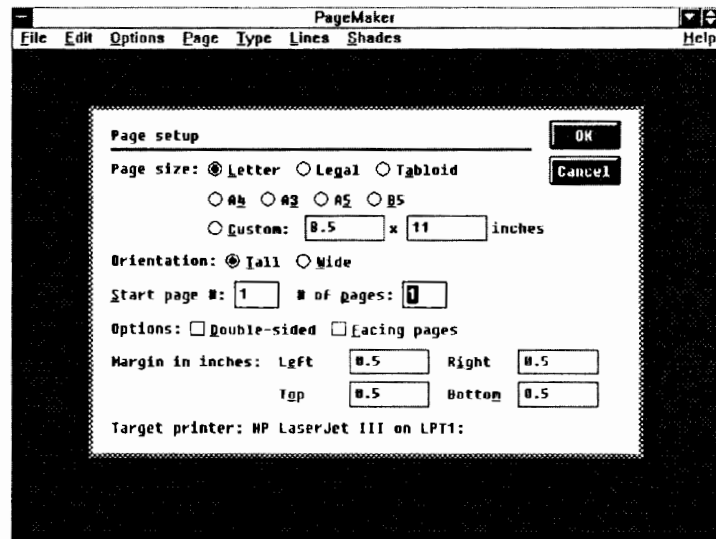 PageMaker
File Edit Options Page Type Lines Shades Help
Page setup OK
Page size: Letter Legal Tabloid Cancel
A4 A3 A5 B5
Custom: 8.5 x 11 inches
Orientation: Tall Wide
Start page #: 1 # of pages: 1
Options: Double-sided Facing pages
Margin in inches: Left 0.5 Right 0.5
Top 0.5 Bottom 0.5
Target printer: HP LaserJet III on LPT1: